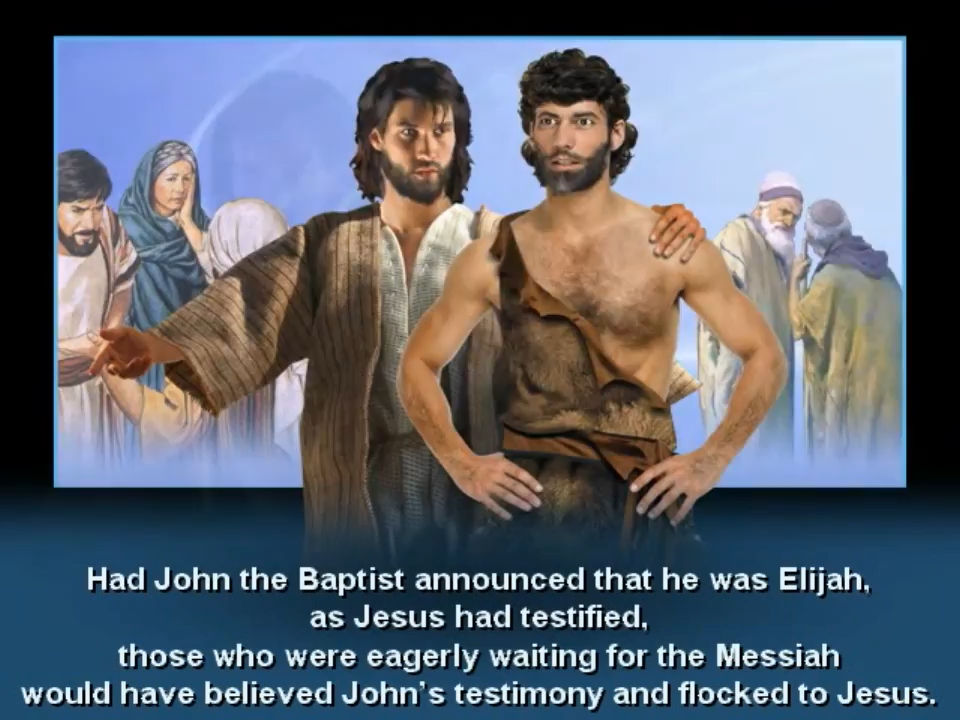 Had John the Baptist announced that he was Elijah,
as Jesus had testified,
those who were eagerly waiting for the Messiah
would have believed John's testimony and flocked to Jesus.